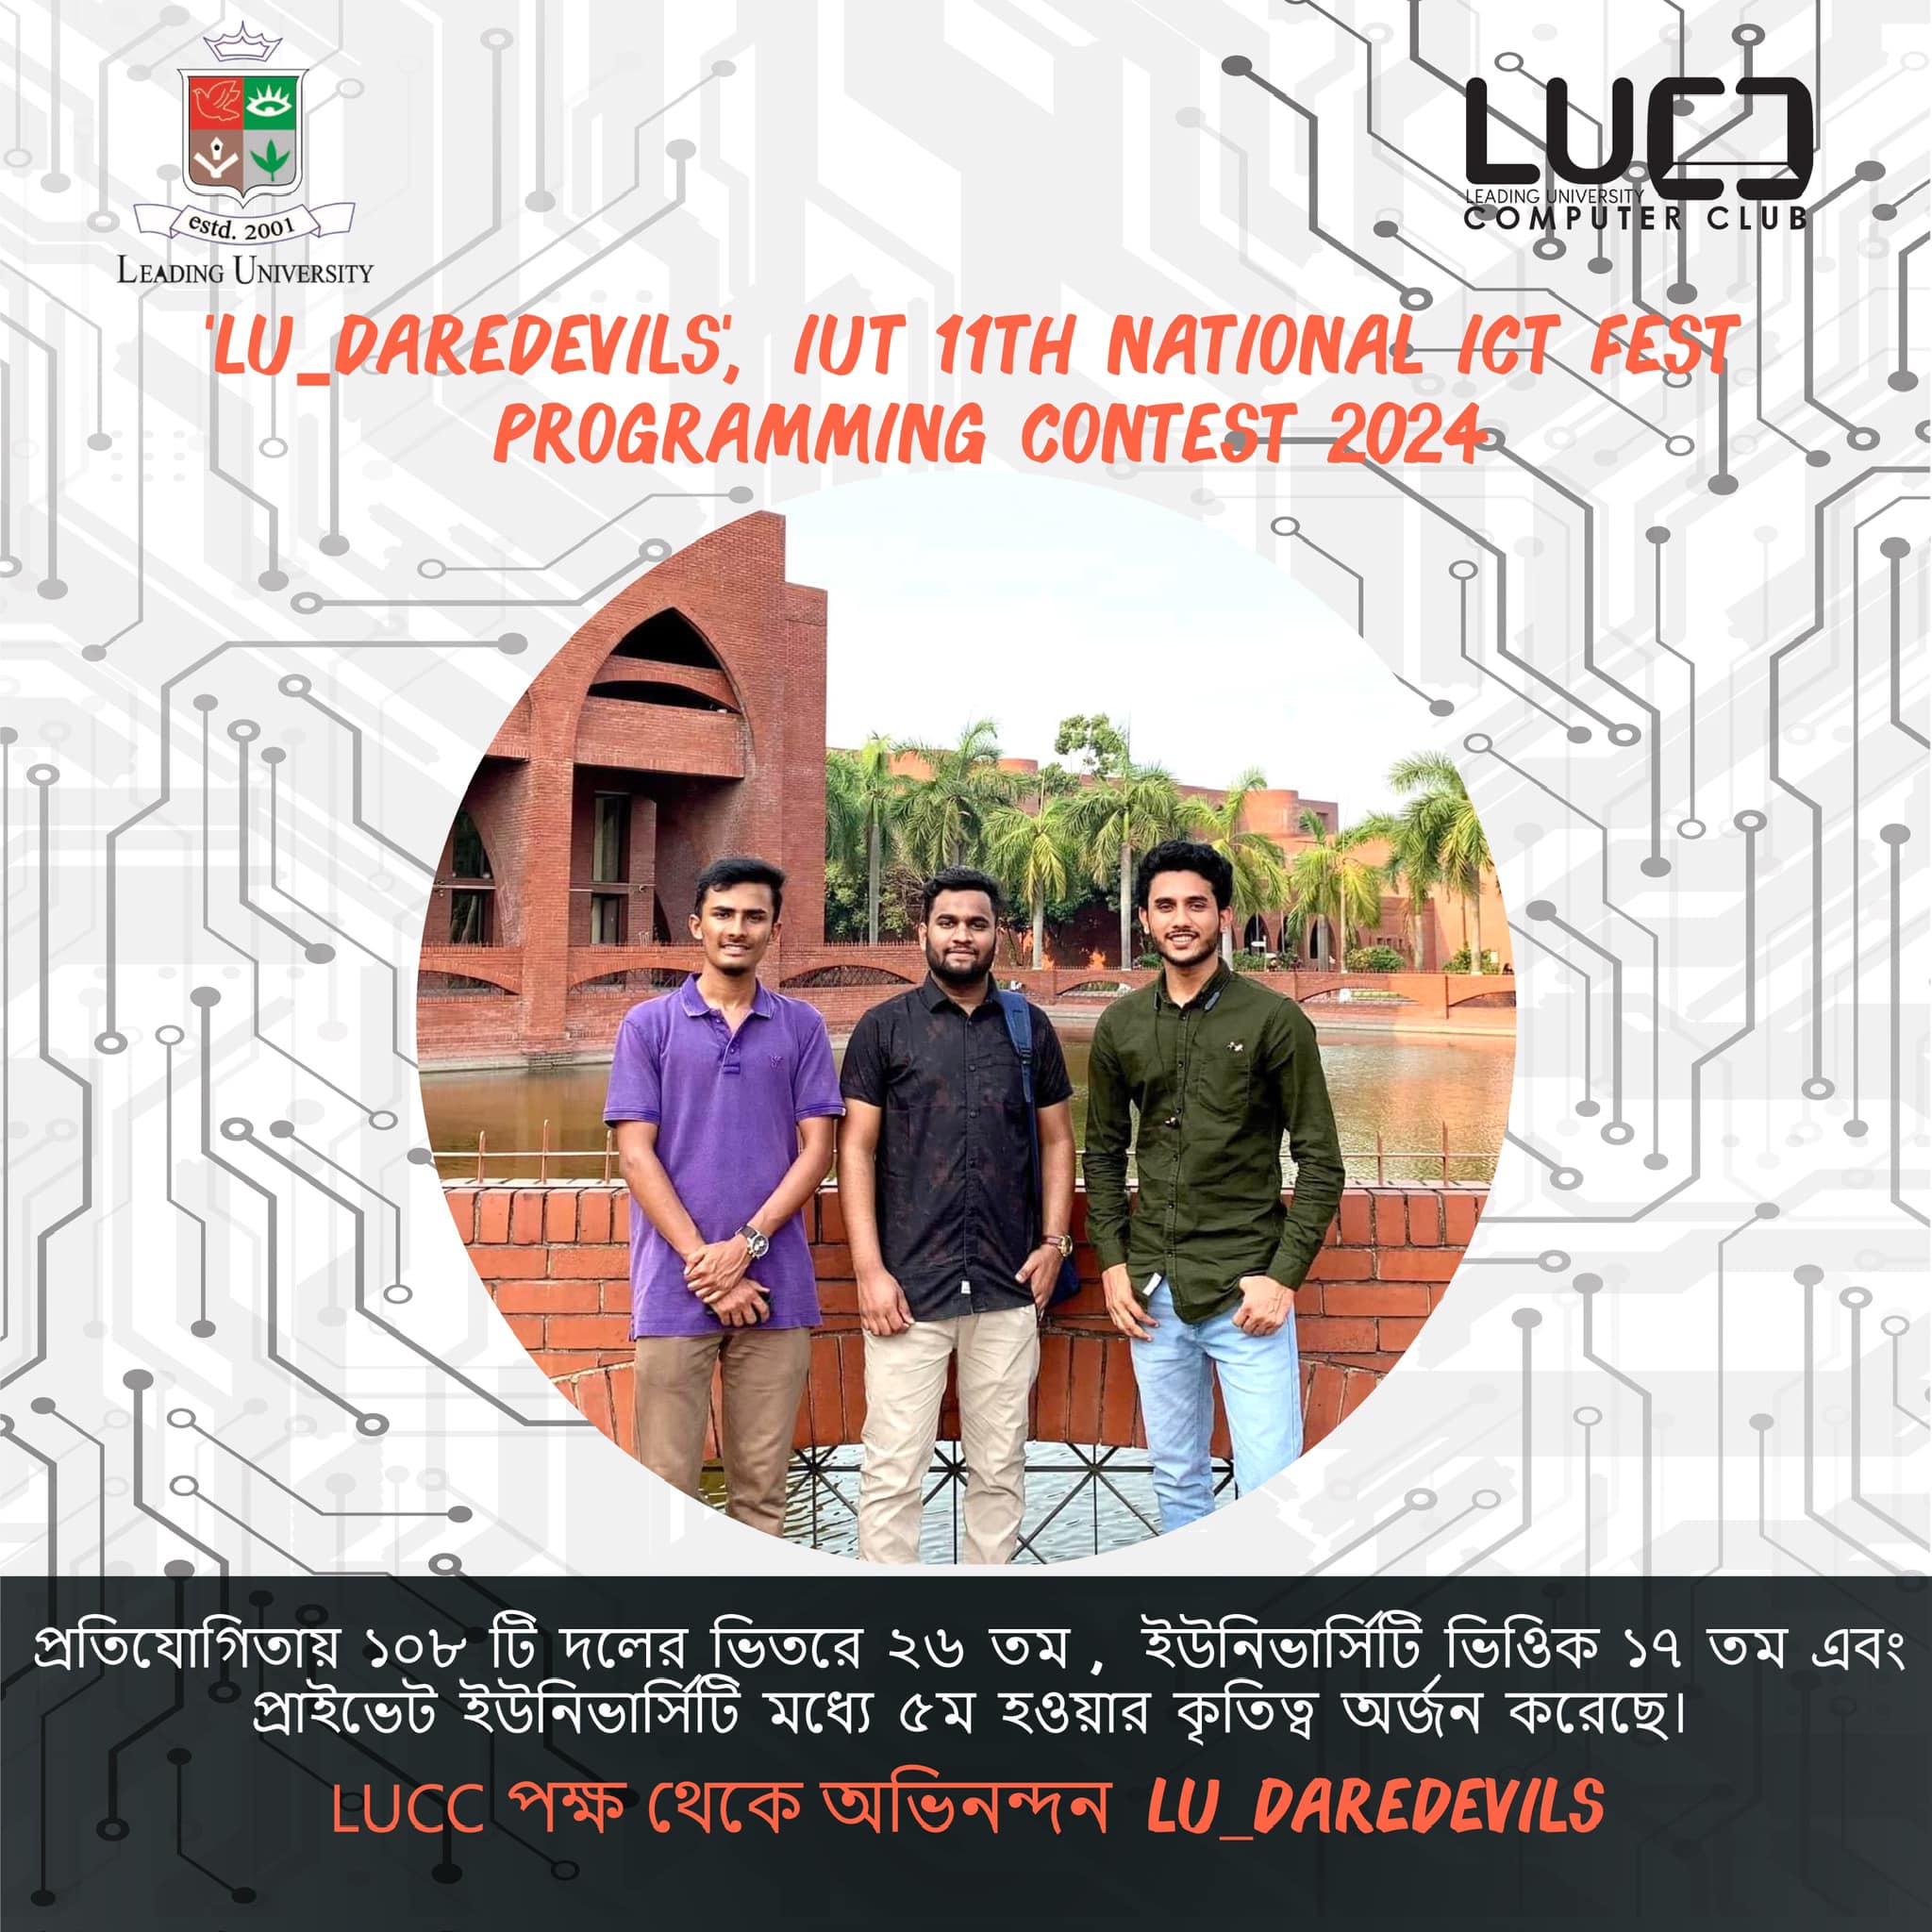 estd. 2001
LEADING UNIVERSITY
LUCC
LEADING UNIVERSITY
COMPUTER CLUB
'LU_DAREDEVILS', IUT 11TH NATIONAL ICT FEST
PROGRAMMING CONTEST 2024
প্রতিযোগিতায় ১০৮ টি দলের ভিতরে ২৬ তম , ইউনিভার্সিটি ভিত্তিক ১৭ তম এবং
প্রাইভেট ইউনিভার্সিটি মধ্যে ৫ম হওয়ার কৃতিত্ব অর্জন করেছে।
LUCC পক্ষ থেকে অভিনন্দন LU_DAREDEVILS